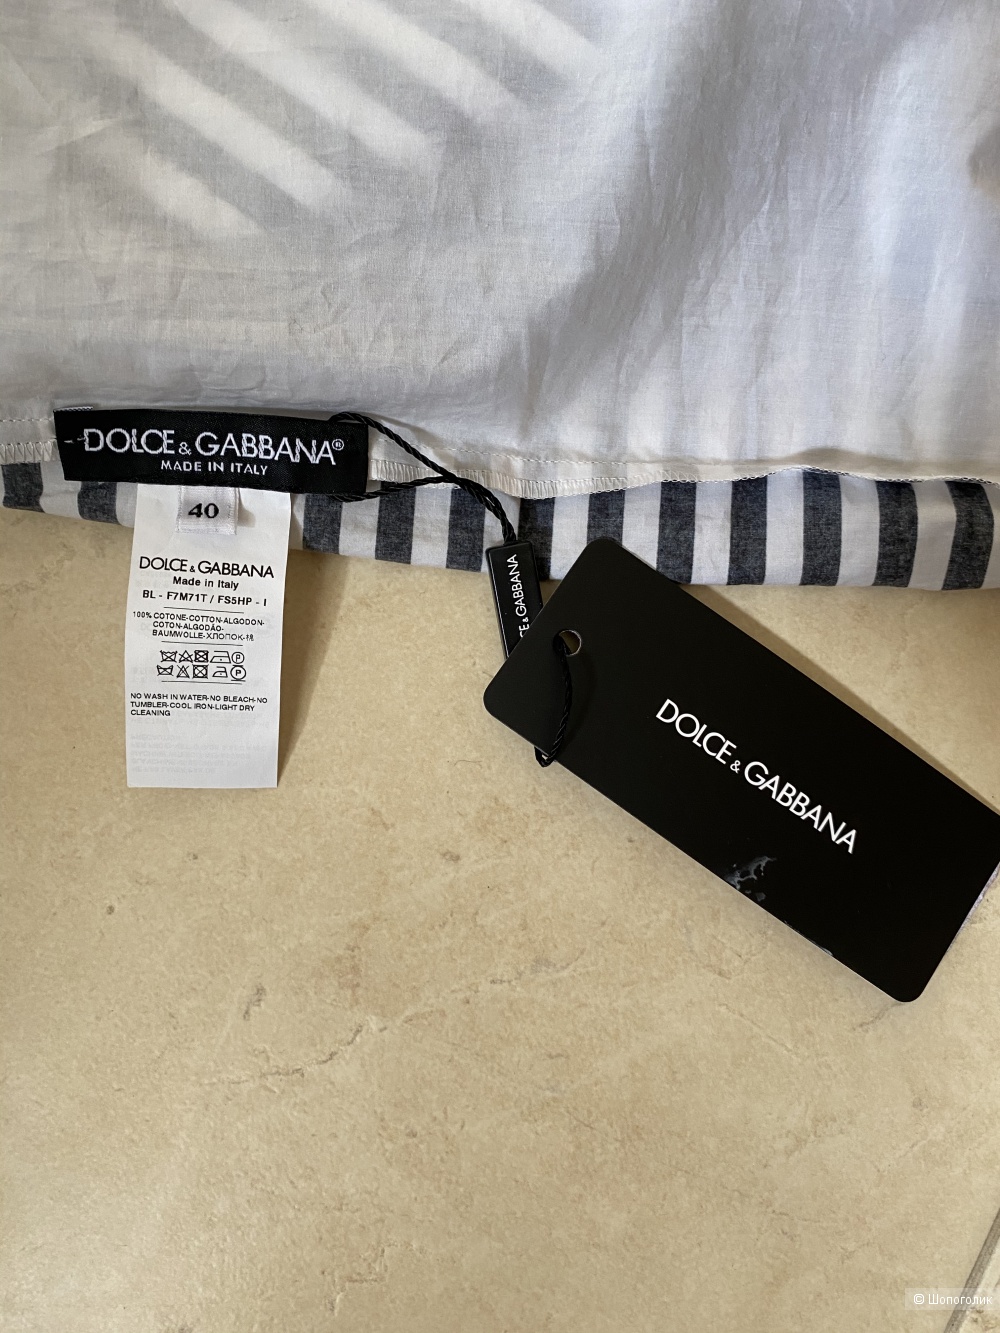 DOLCE & GABBANA®
MADE IN ITALY
40
DOLCE & GABBANA
Made in Italy
BL - F7M71T / FS5HP - I
100% COTONE-COTTON-ALGODON-
COTON-ALGODÃO-
BAUMWOLLE-ХЛОПОК-棉
NO WASH IN WATER-NO BLEACH-NO
TUMBLER-COOL IRON-LIGHT DRY
CLEANING
CE & GABBANA
DOLCE & GABBANA
© Шопоголик